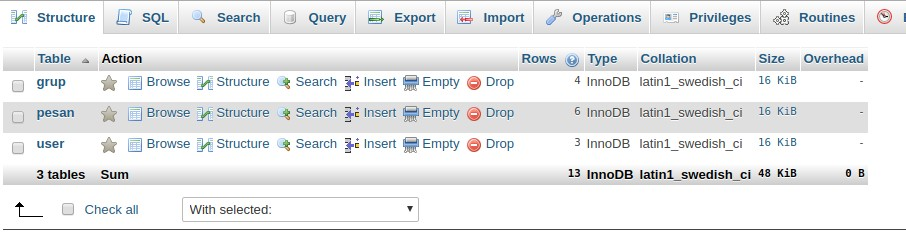 Structure SQL Search Query Export Import Operations Privileges Routines
Table Action Rows Type Collation Size Overhead
grup Browse Structure Search Insert Empty Drop 4 InnoDB latin1_swedish_ci 16 KiB -
pesan Browse Structure Search Insert Empty Drop 6 InnoDB latin1_swedish_ci 16 KiB -
user Browse Structure Search Insert Empty Drop 3 InnoDB latin1_swedish_ci 16 KiB -
3 tables Sum 13 InnoDB latin1_swedish_ci 48 KiB 0 B
Check all With selected: